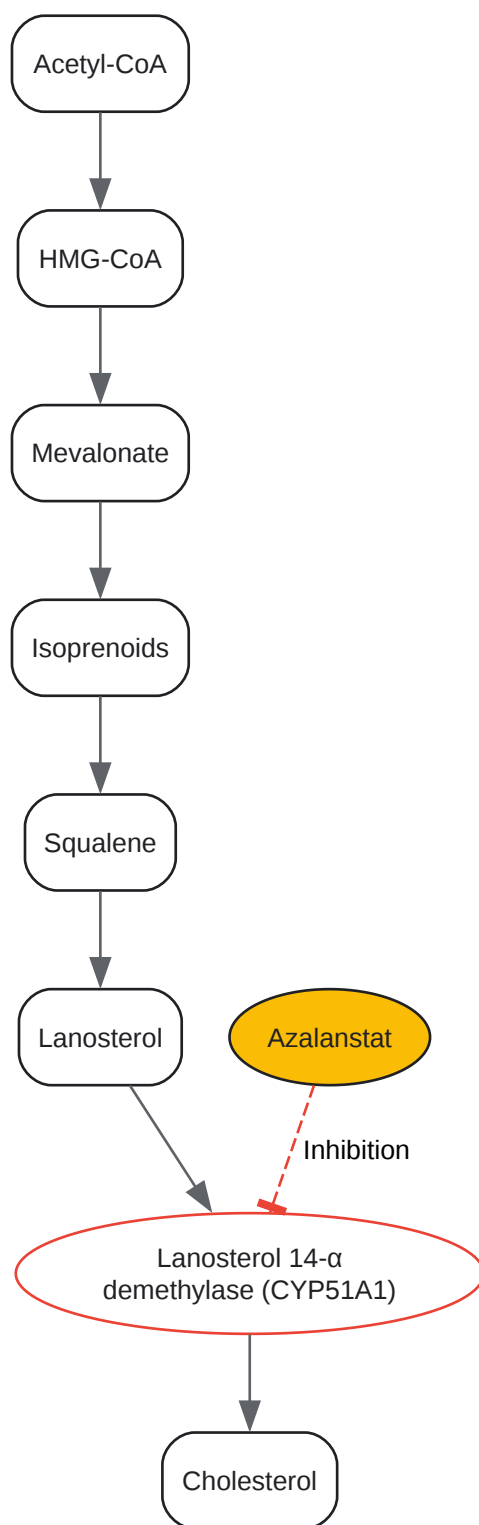 Acetyl-CoA
HMG-CoA
Mevalonate
Isoprenoids
Squalene
Lanosterol
Azalanstat
Inhibition
Lanosterol 14-α
demethylase (CYP51A1)
Cholesterol